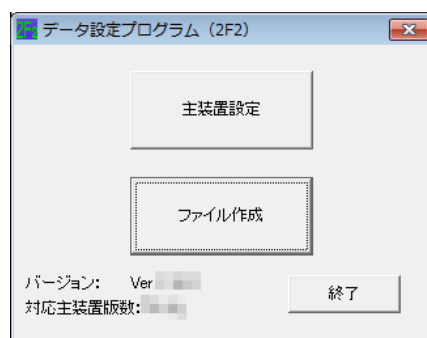 データ設定プログラム（2F2）
主装置設定
ファイル作成
バージョン: Ver
対応主装置版数:
終了